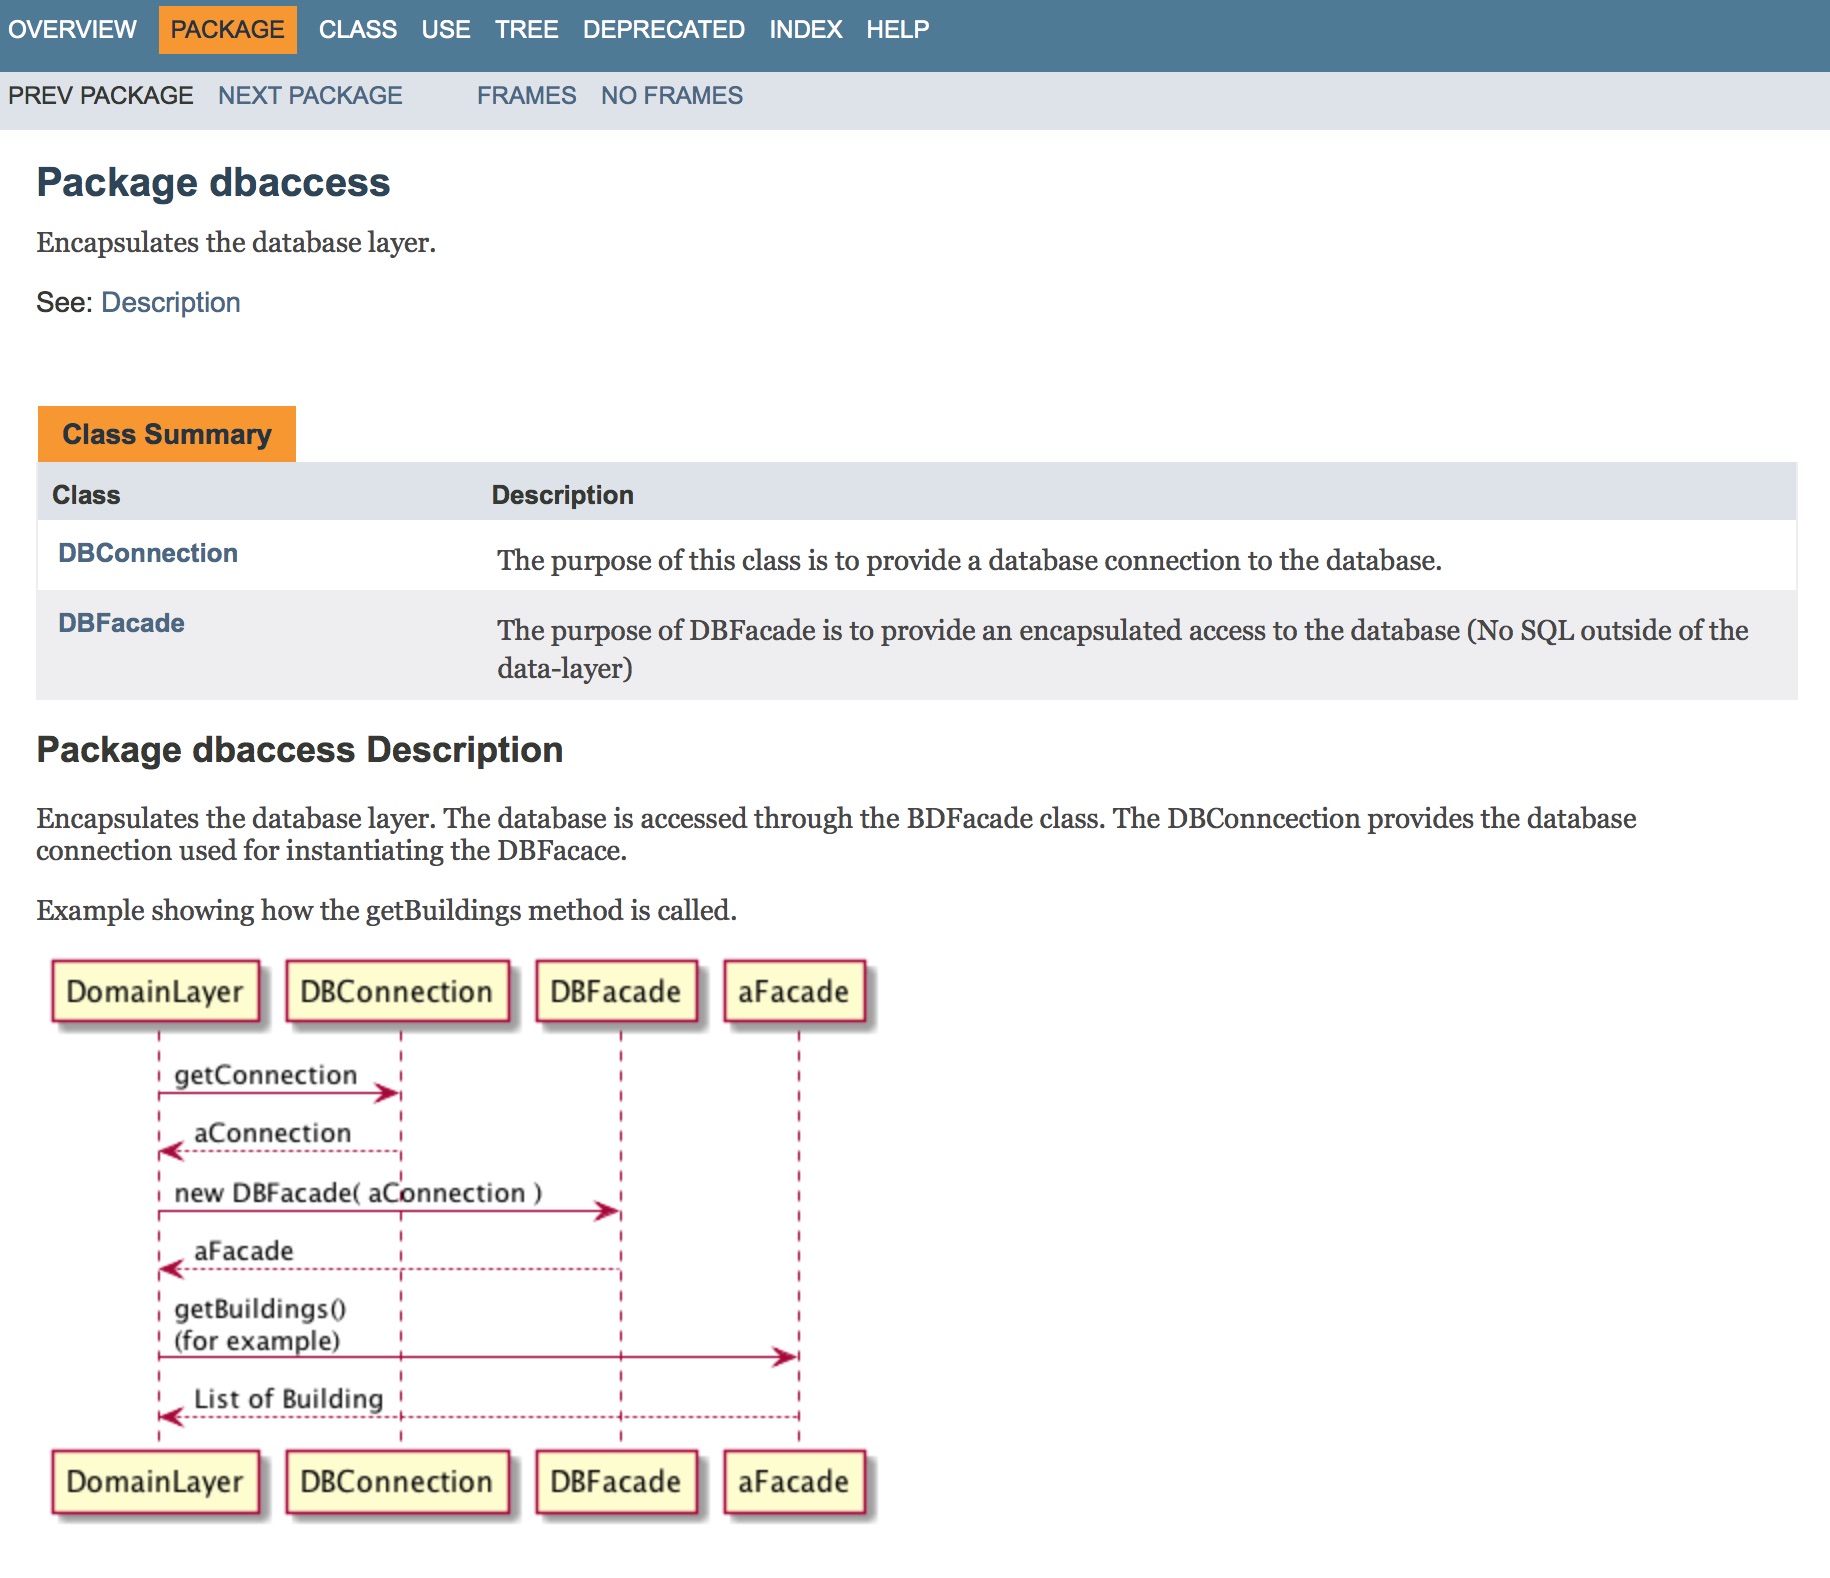 OVERVIEW PACKAGE CLASS USE TREE DEPRECATED INDEX HELP
PREV PACKAGE NEXT PACKAGE FRAMES NO FRAMES
Package dbaccess
Encapsulates the database layer.
See: Description
Class Summary
Class Description
DBConnection The purpose of this class is to provide a database connection to the database.
DBFacade The purpose of DBFacade is to provide an encapsulated access to the database (No SQL outside of the
data-layer)
Package dbaccess Description
Encapsulates the database layer. The database is accessed through the BDFacade class. The DBConncection provides the database
connection used for instantiating the DBFacace.
Example showing how the getBuildings method is called.
DomainLayer DBConnection DBFacade aFacade
getConnection
aConnection
new DBFacade( aConnection )
aFacade
getBuildings()
(for example)
List of Building
DomainLayer DBConnection DBFacade aFacade